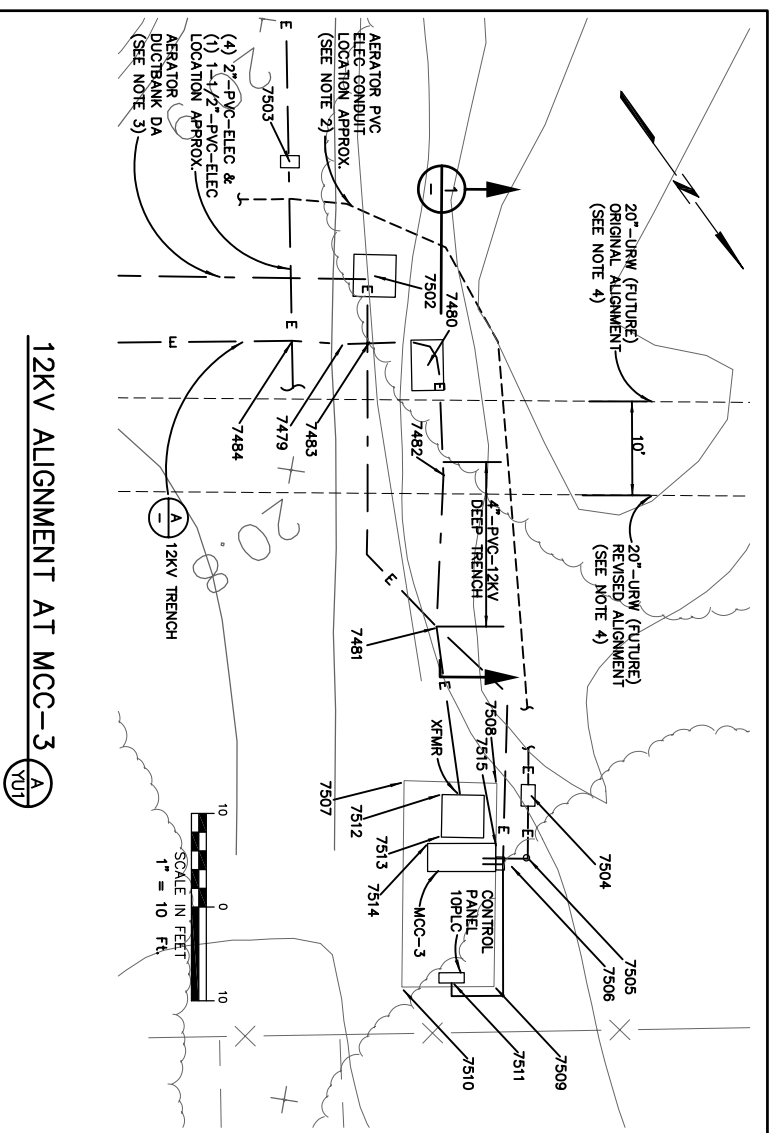 20"-URW (FUTURE)
ORIGINAL ALIGNMENT
(SEE NOTE 4)
20"-URW (FUTURE)
REVISED ALIGNMENT
(SEE NOTE 4)
10'
N
1
-
AERATOR PVC
ELEC CONDUIT
LOCATION APPROX.
(SEE NOTE 2)
E
7503
(4) 2"-PVC-ELEC &
(1) 1-1/2"-PVC-ELEC
LOCATION APPROX.
AERATOR
DUCTBANK DA
(SEE NOTE 3)
7502
7480
E
E
E
E
7482
4"-PVC-12KV
DEEP TRENCH
7483
7479
7484
E
7481
E
E
A
-
12KV TRENCH
20
XFMR
7508
7515
E
E
E
7504
7505
7506
7507
7512
7513
7514
MCC-3
CONTROL
PANEL
10PLC
7509
7511
7510
10
0
10
SCALE IN FEET
1" = 10 Ft.
12KV ALIGNMENT AT MCC-3
A
YU1